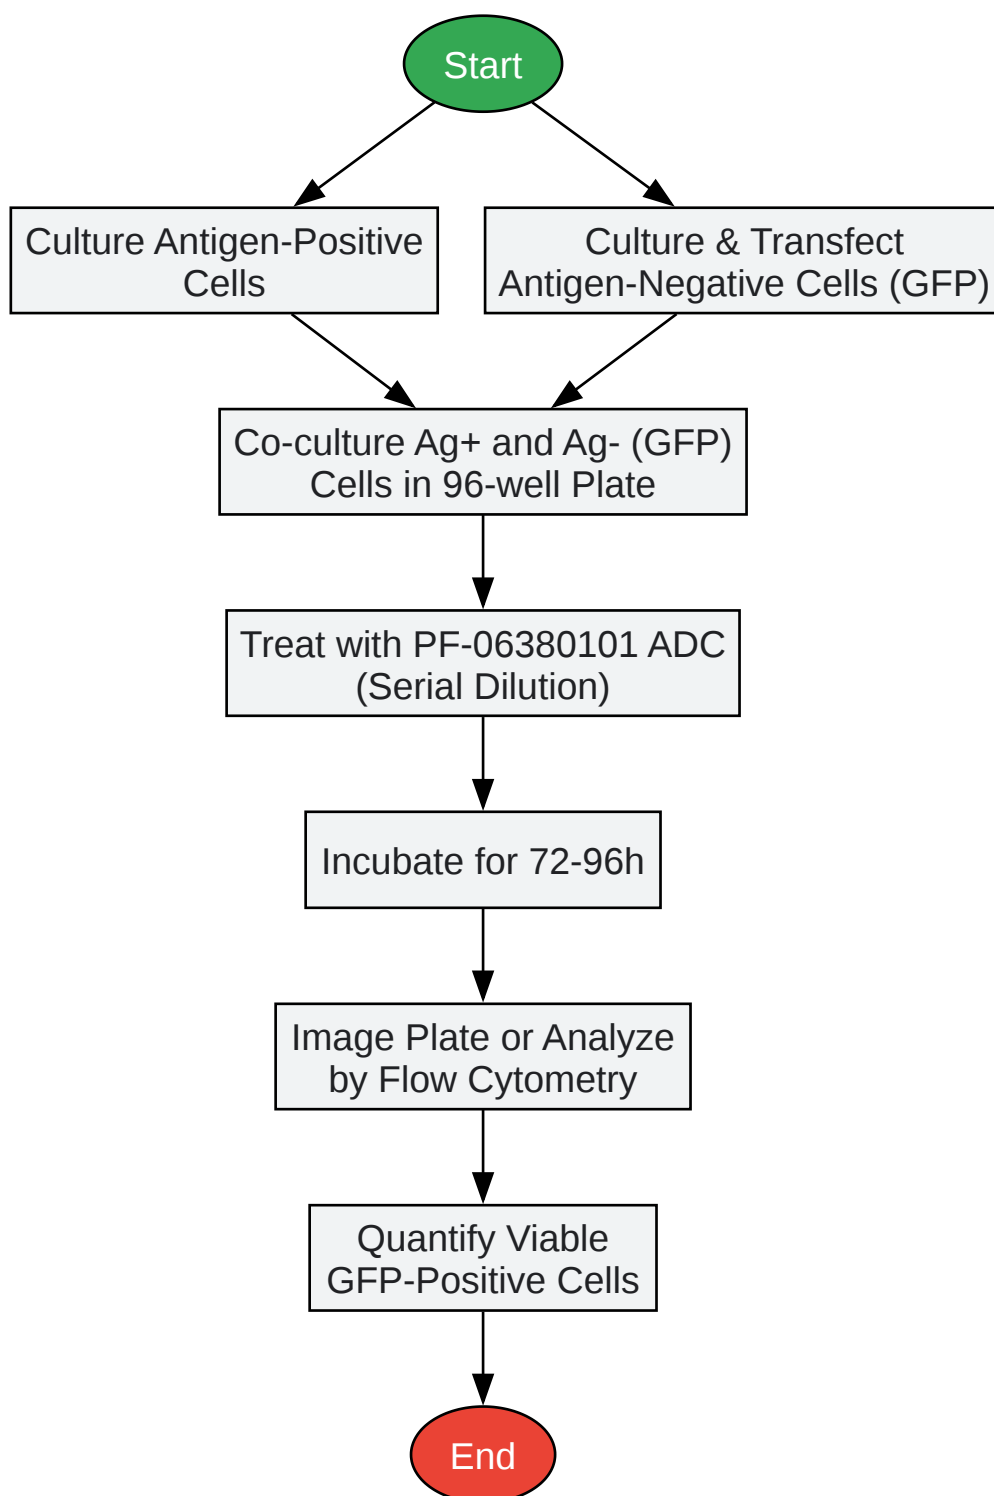 Start
Culture Antigen-Positive
Cells
Culture & Transfect
Antigen-Negative Cells (GFP)
Co-culture Ag+ and Ag- (GFP)
Cells in 96-well Plate
Treat with PF-06380101 ADC
(Serial Dilution)
Incubate for 72-96h
Image Plate or Analyze
by Flow Cytometry
Quantify Viable
GFP-Positive Cells
End